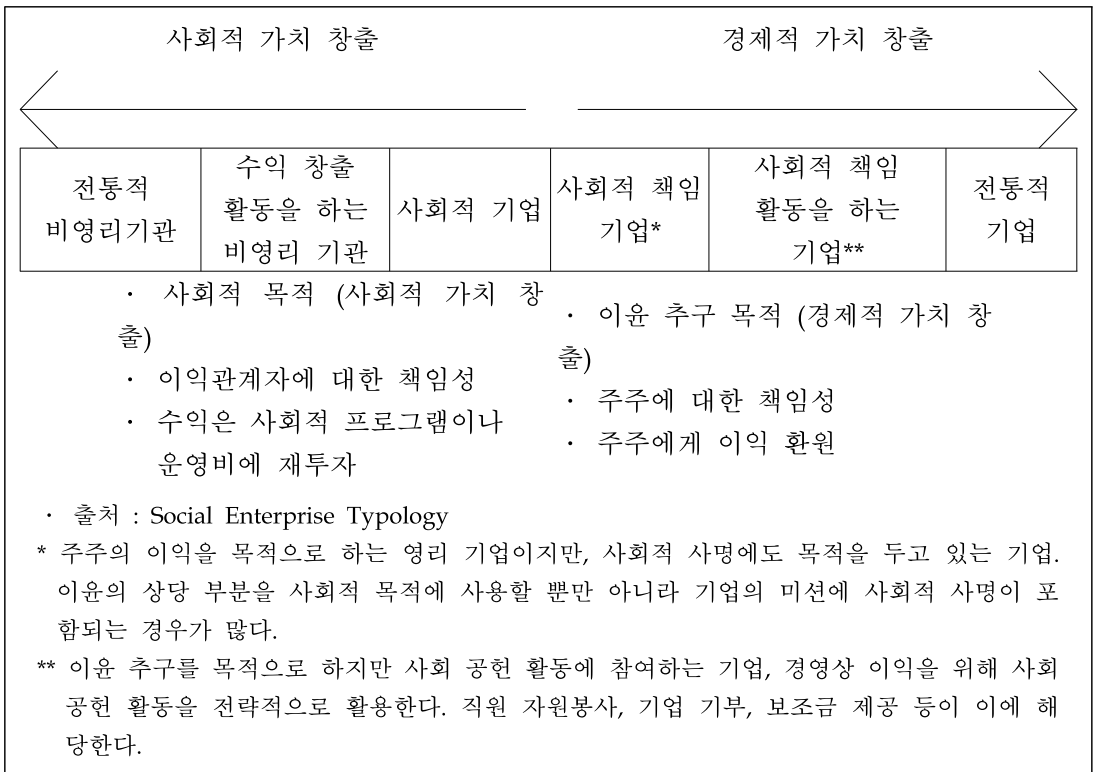 사회적 가치 창출
경제적 가치 창출
전통적
비영리기관
수익 창출
활동을 하는
비영리 기관
사회적 기업
사회적 책임
기업*
사회적 책임
활동을 하는
기업**
전통적
기업
· 사회적 목적 (사회적 가치 창
출)
· 이익관계자에 대한 책임성
· 수익은 사회적 프로그램이나
운영비에 재투자
· 이윤 추구 목적 (경제적 가치 창
출)
· 주주에 대한 책임성
· 주주에게 이익 환원
· 출처 : Social Enterprise Typology
* 주주의 이익을 목적으로 하는 영리 기업이지만, 사회적 사명에도 목적을 두고 있는 기업.
이윤의 상당 부분을 사회적 목적에 사용할 뿐만 아니라 기업의 미션에 사회적 사명이 포
함되는 경우가 많다.
** 이윤 추구를 목적으로 하지만 사회 공헌 활동에 참여하는 기업, 경영상 이익을 위해 사회
공헌 활동을 전략적으로 활용한다. 직원 자원봉사, 기업 기부, 보조금 제공 등이 이에 해
당한다.